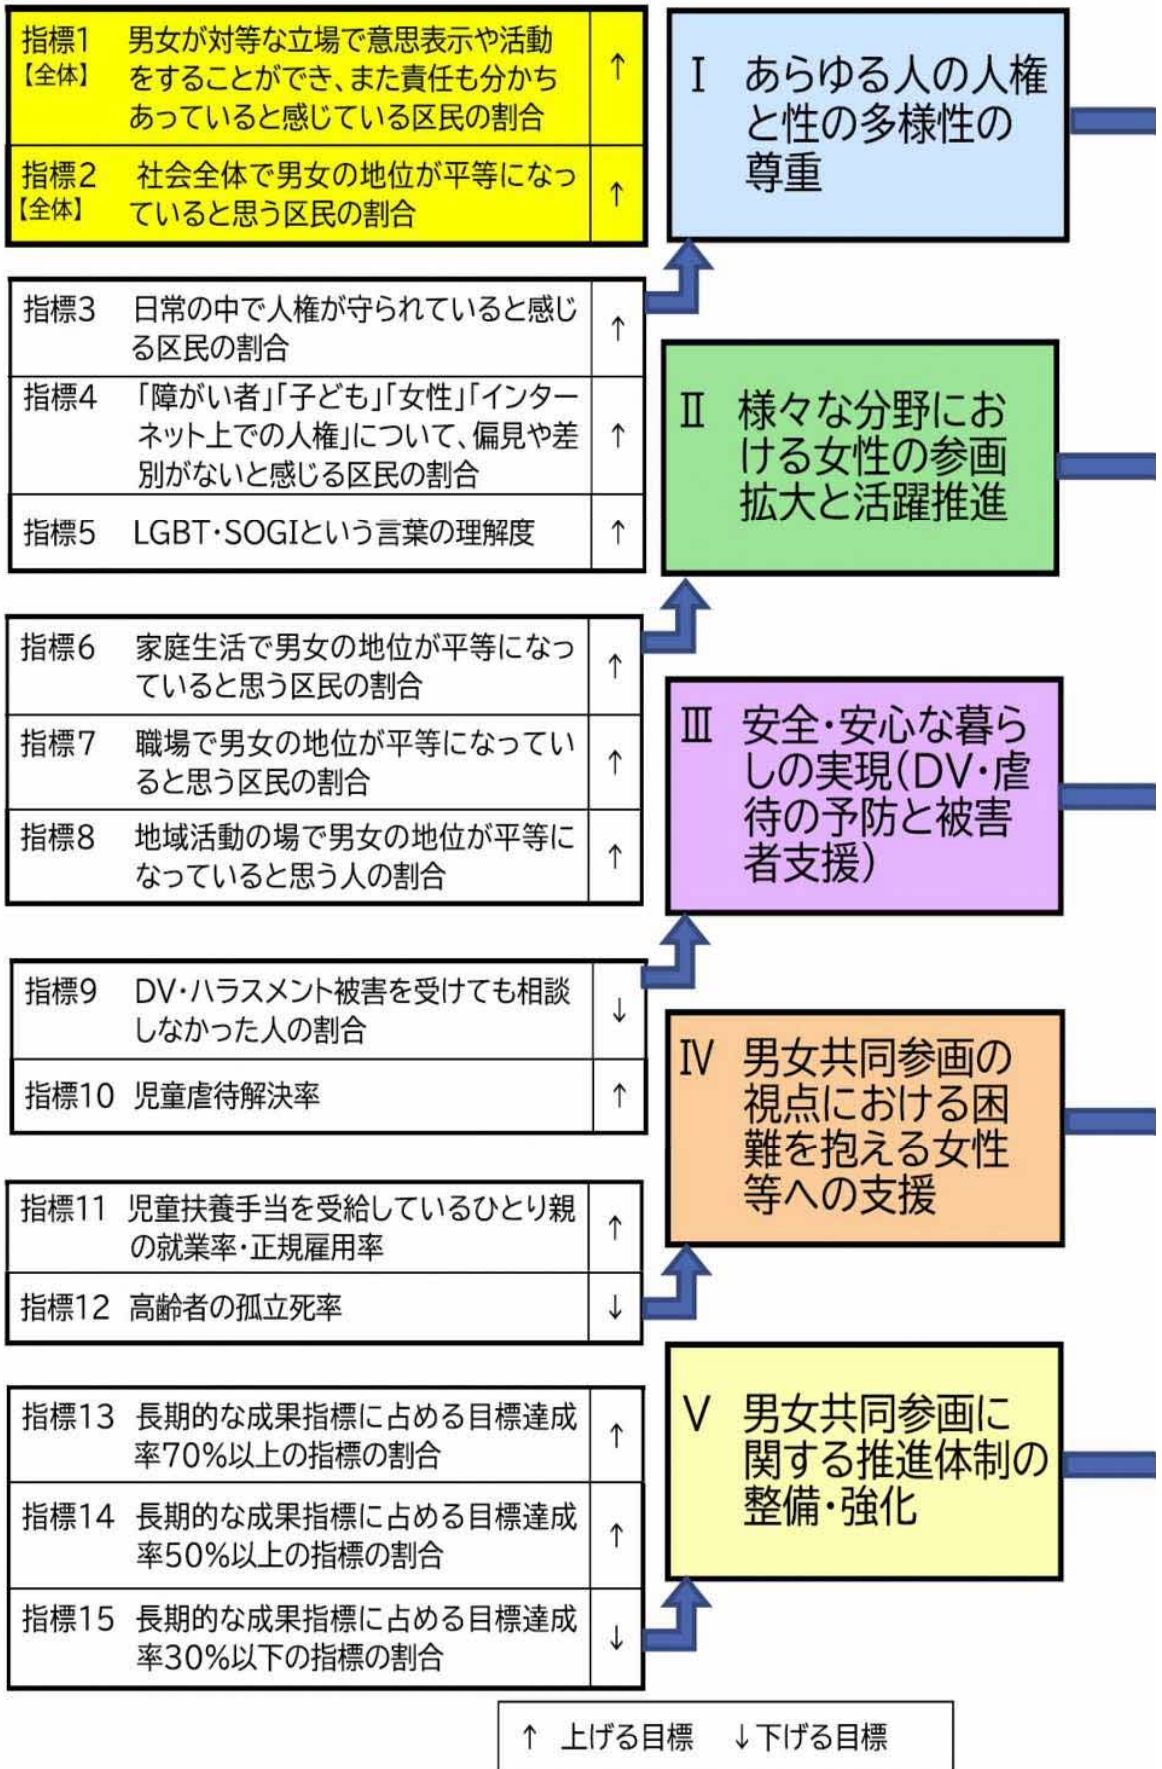 指標1 男女が対等な立場で意思表示や活動
【全体】 をすることができ、また責任も分かち ↑
あっていると感じている区民の割合
指標2 社会全体で男女の地位が平等になっ
【全体】 ていると思う区民の割合 ↑
Ⅰ あらゆる人の人権
と性の多様性の
尊重
指標3 日常の中で人権が守られていると感じ
る区民の割合 ↑
指標4 「障がい者」「子ども」「女性」「インター
ネット上での人権」について、偏見や差 ↑
別がないと感じる区民の割合
指標5 LGBT・SOGIという言葉の理解度 ↑
Ⅱ 様々な分野にお
ける女性の参画
拡大と活躍推進
指標6 家庭生活で男女の地位が平等になっ
ていると思う区民の割合 ↑
指標7 職場で男女の地位が平等になってい
ると思う区民の割合 ↑
指標8 地域活動の場で男女の地位が平等に
なっていると思う人の割合 ↑
Ⅲ 安全・安心な暮ら
しの実現(DV・虐
待の予防と被害
者支援)
指標9 DV・ハラスメント被害を受けても相談
しなかった人の割合 ↓
指標10 児童虐待解決率 ↑
Ⅳ 男女共同参画の
視点における困
難を抱える女性
等への支援
指標11 児童扶養手当を受給しているひとり親
の就業率・正規雇用率 ↑
指標12 高齢者の孤立死率 ↓
Ⅴ 男女共同参画に
関する推進体制の
整備・強化
指標13 長期的な成果指標に占める目標達成
率70%以上の指標の割合 ↑
指標14 長期的な成果指標に占める目標達成
率50%以上の指標の割合 ↑
指標15 長期的な成果指標に占める目標達成
率30%以下の指標の割合 ↓
↑ 上げる目標 ↓下げる目標